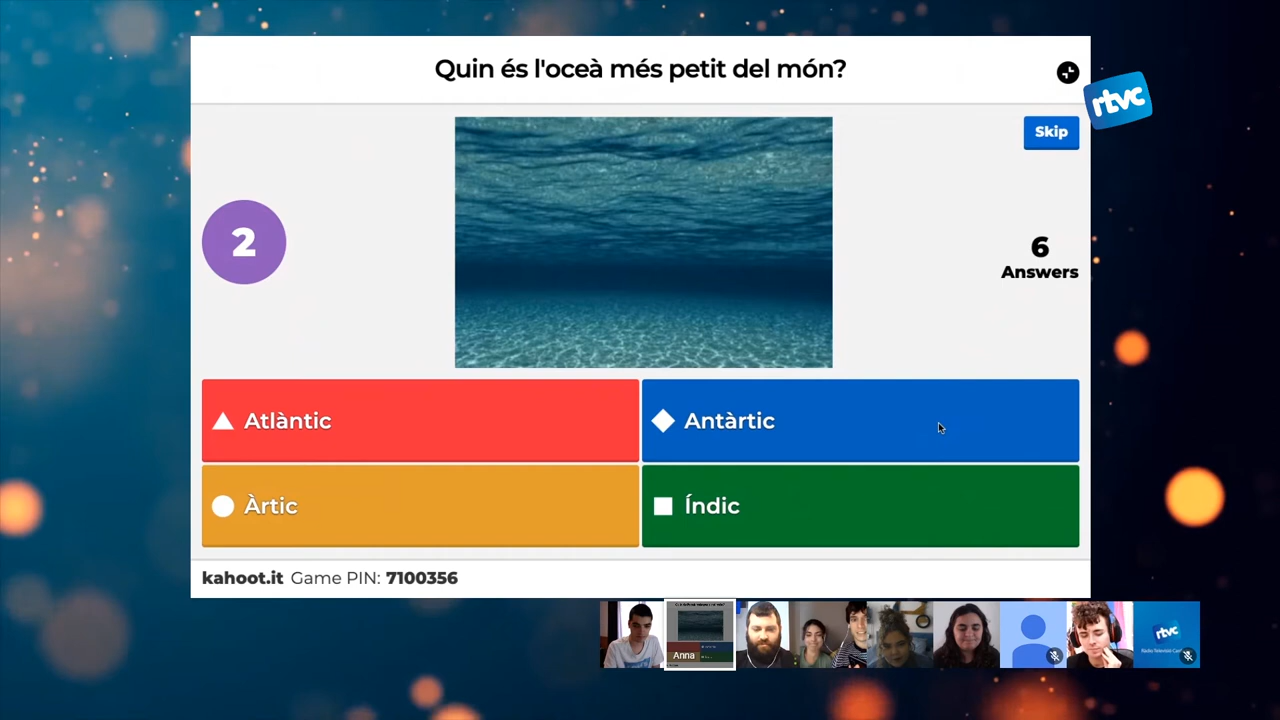 Quin és l'oceà més petit del món?
rtvc
Skip
2
6
Answers
Atlàntic
Antàrtic
Àrtic
Índic
kahoot.it Game PIN: 7100356
Anna
rtvc